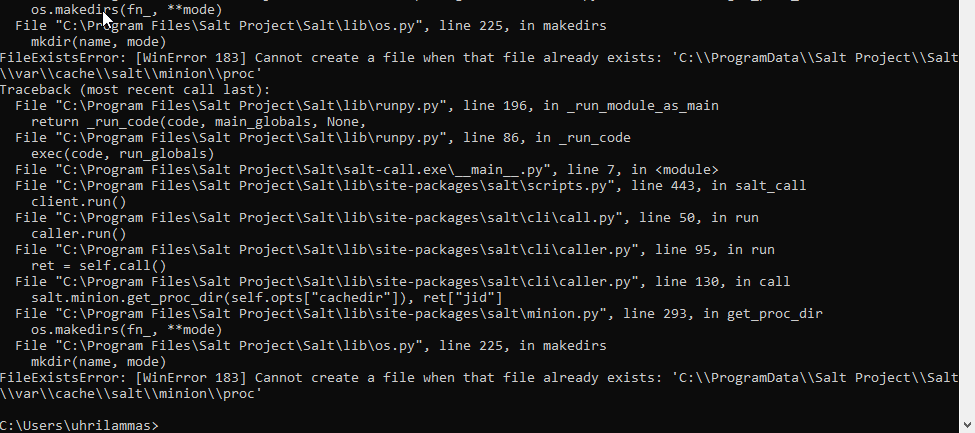 os.makedirs(fn_, **mode)
  File "C:\Program Files\Salt Project\Salt\lib\os.py", line 225, in makedirs
    mkdir(name, mode)
FileExistsError: [WinError 183] Cannot create a file when that file already exists: 'C:\\ProgramData\\Salt Project\\Salt
\\var\\cache\\salt\\minion\\proc'
Traceback (most recent call last):
  File "C:\Program Files\Salt Project\Salt\lib\runpy.py", line 196, in _run_module_as_main
    return _run_code(code, main_globals, None,
  File "C:\Program Files\Salt Project\Salt\lib\runpy.py", line 86, in _run_code
    exec(code, run_globals)
  File "C:\Program Files\Salt Project\Salt\salt-call.exe\__main__.py", line 7, in <module>
  File "C:\Program Files\Salt Project\Salt\lib\site-packages\salt\scripts.py", line 443, in salt_call
    client.run()
  File "C:\Program Files\Salt Project\Salt\lib\site-packages\salt\cli\call.py", line 50, in run
    caller.run()
  File "C:\Program Files\Salt Project\Salt\lib\site-packages\salt\cli\caller.py", line 95, in run
    ret = self.call()
  File "C:\Program Files\Salt Project\Salt\lib\site-packages\salt\cli\caller.py", line 130, in call
    salt.minion.get_proc_dir(self.opts["cachedir"]), ret["jid"]
  File "C:\Program Files\Salt Project\Salt\lib\site-packages\salt\minion.py", line 293, in get_proc_dir
    os.makedirs(fn_, **mode)
  File "C:\Program Files\Salt Project\Salt\lib\os.py", line 225, in makedirs
    mkdir(name, mode)
FileExistsError: [WinError 183] Cannot create a file when that file already exists: 'C:\\ProgramData\\Salt Project\\Salt
\\var\\cache\\salt\\minion\\proc'
C:\Users\uhrilammas>